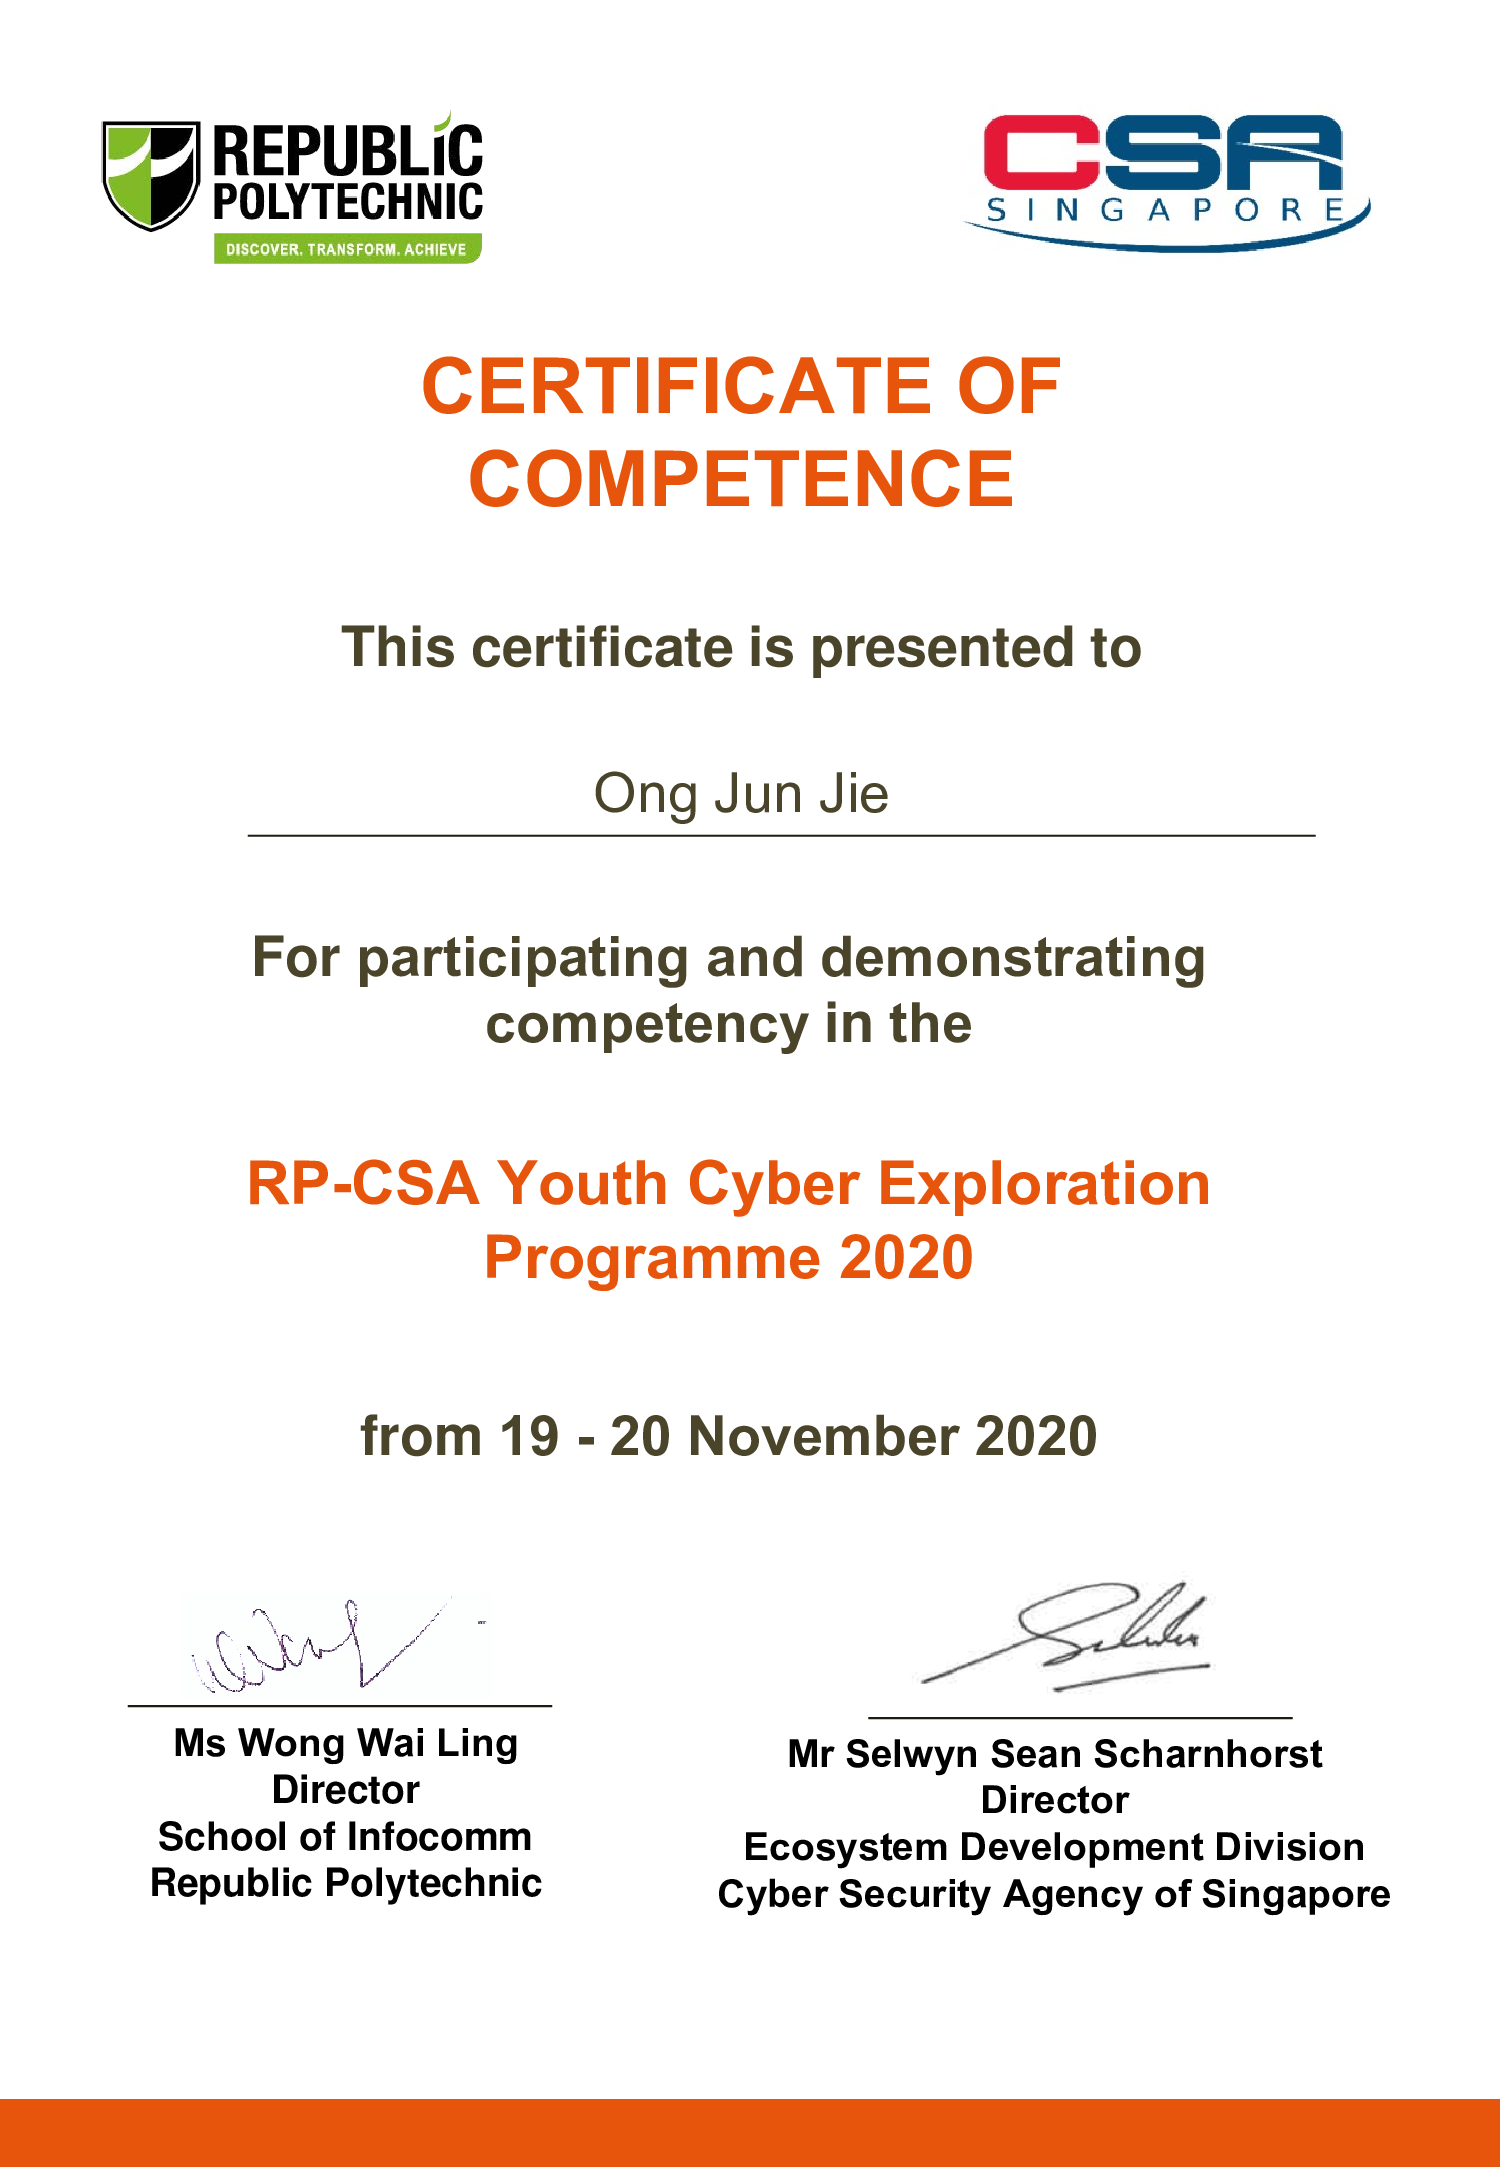 REPUBLIC
POLYTECHNIC
DISCOVER. TRANSFORM. ACHIEVE
CSA
SINGAPORE
CERTIFICATE OF
COMPETENCE
This certificate is presented to
Ong Jun Jie
For participating and demonstrating
competency in the
RP-CSA Youth Cyber Exploration
Programme 2020
from 19 - 20 November 2020
Ms Wong Wai Ling
Director
School of Infocomm
Republic Polytechnic
Mr Selwyn Sean Scharnhorst
Director
Ecosystem Development Division
Cyber Security Agency of Singapore